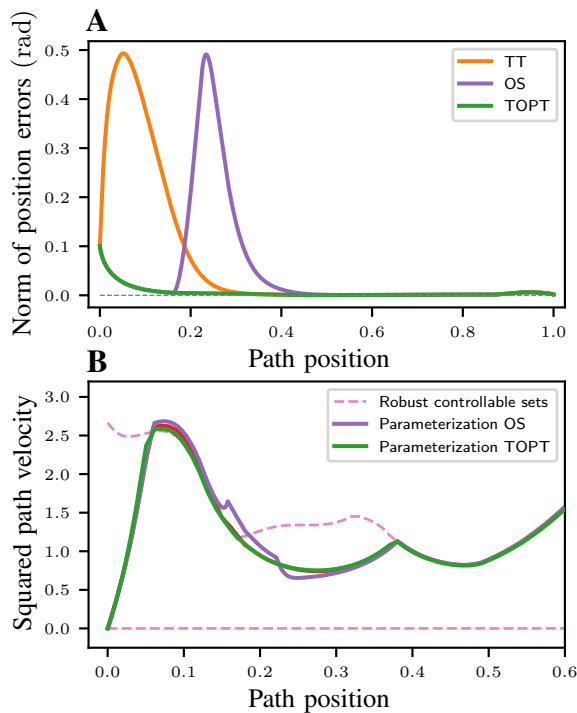 A
Norm of position errors (rad)
0.5
0.4
0.3
0.2
0.1
0.0
TT
OS
TOPT
0.0 0.2 0.4 0.6 0.8 1.0
Path position
B
Squared path velocity
3.0
2.5
2.0
1.5
1.0
0.5
0.0
Robust controllable sets
Parameterization OS
Parameterization TOPT
0.0 0.1 0.2 0.3 0.4 0.5 0.6
Path position